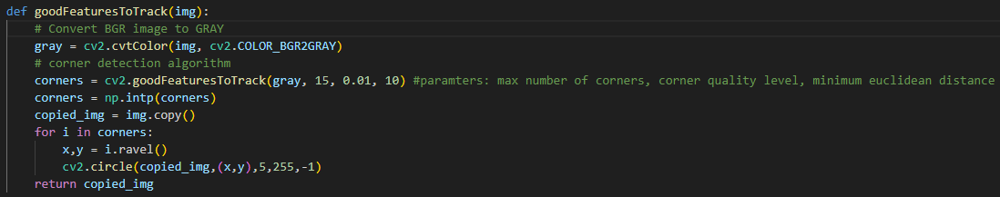 def goodFeaturesToTrack(img):
    # Convert BGR image to GRAY
    gray = cv2.cvtColor(img, cv2.COLOR_BGR2GRAY)
    # corner detection algorithm
    corners = cv2.goodFeaturesToTrack(gray, 15, 0.01, 10) #paramters: max number of corners, corner quality level, minimum euclidean distance
    corners = np.intp(corners)
    copied_img = img.copy()
    for i in corners:
        x,y = i.ravel()
        cv2.circle(copied_img,(x,y),5,255,-1)
    return copied_img